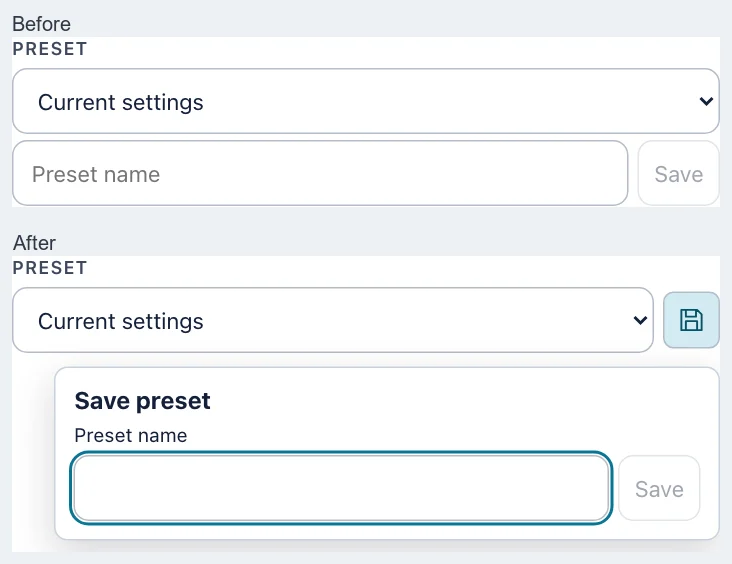 Before
PRESET
Current settings
Preset name
Save
After
PRESET
Current settings
Save preset
Preset name
Save